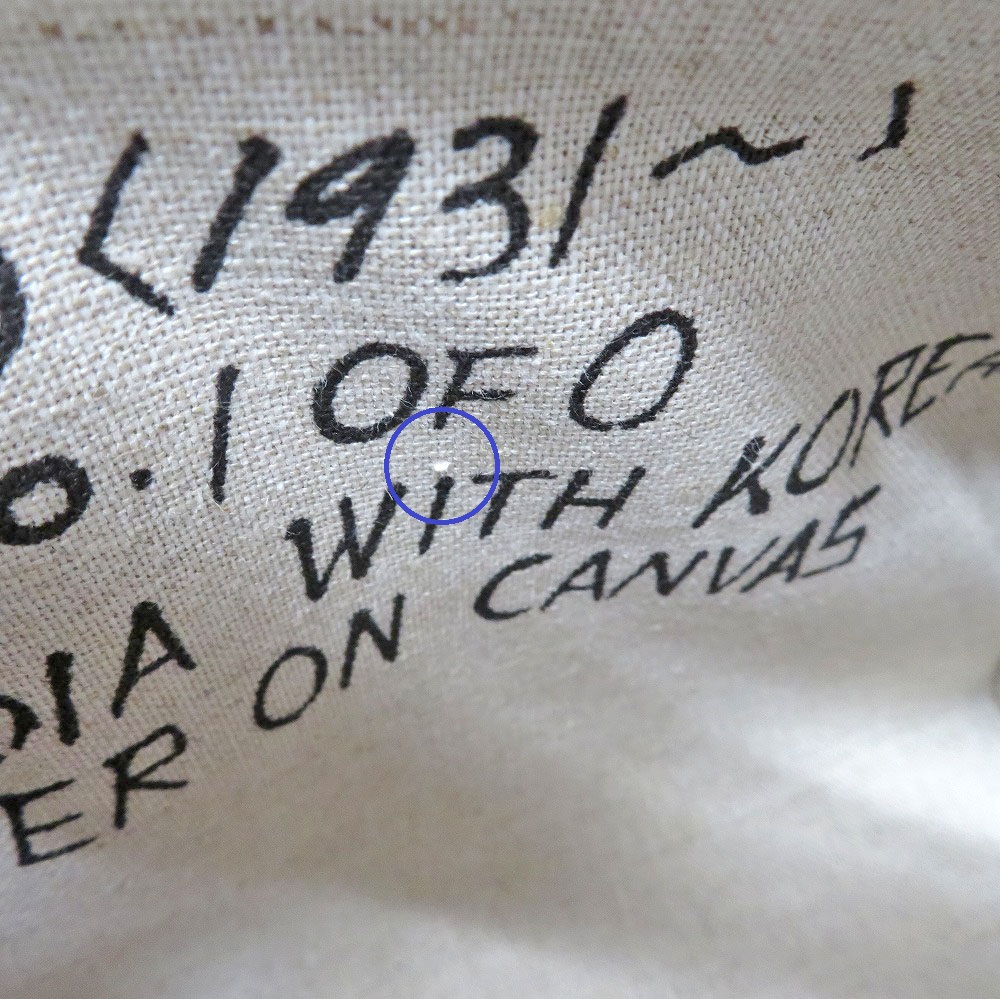 (1931~)
o. 1 OF 0
DIA WITH KOREA
ER ON CANVAS